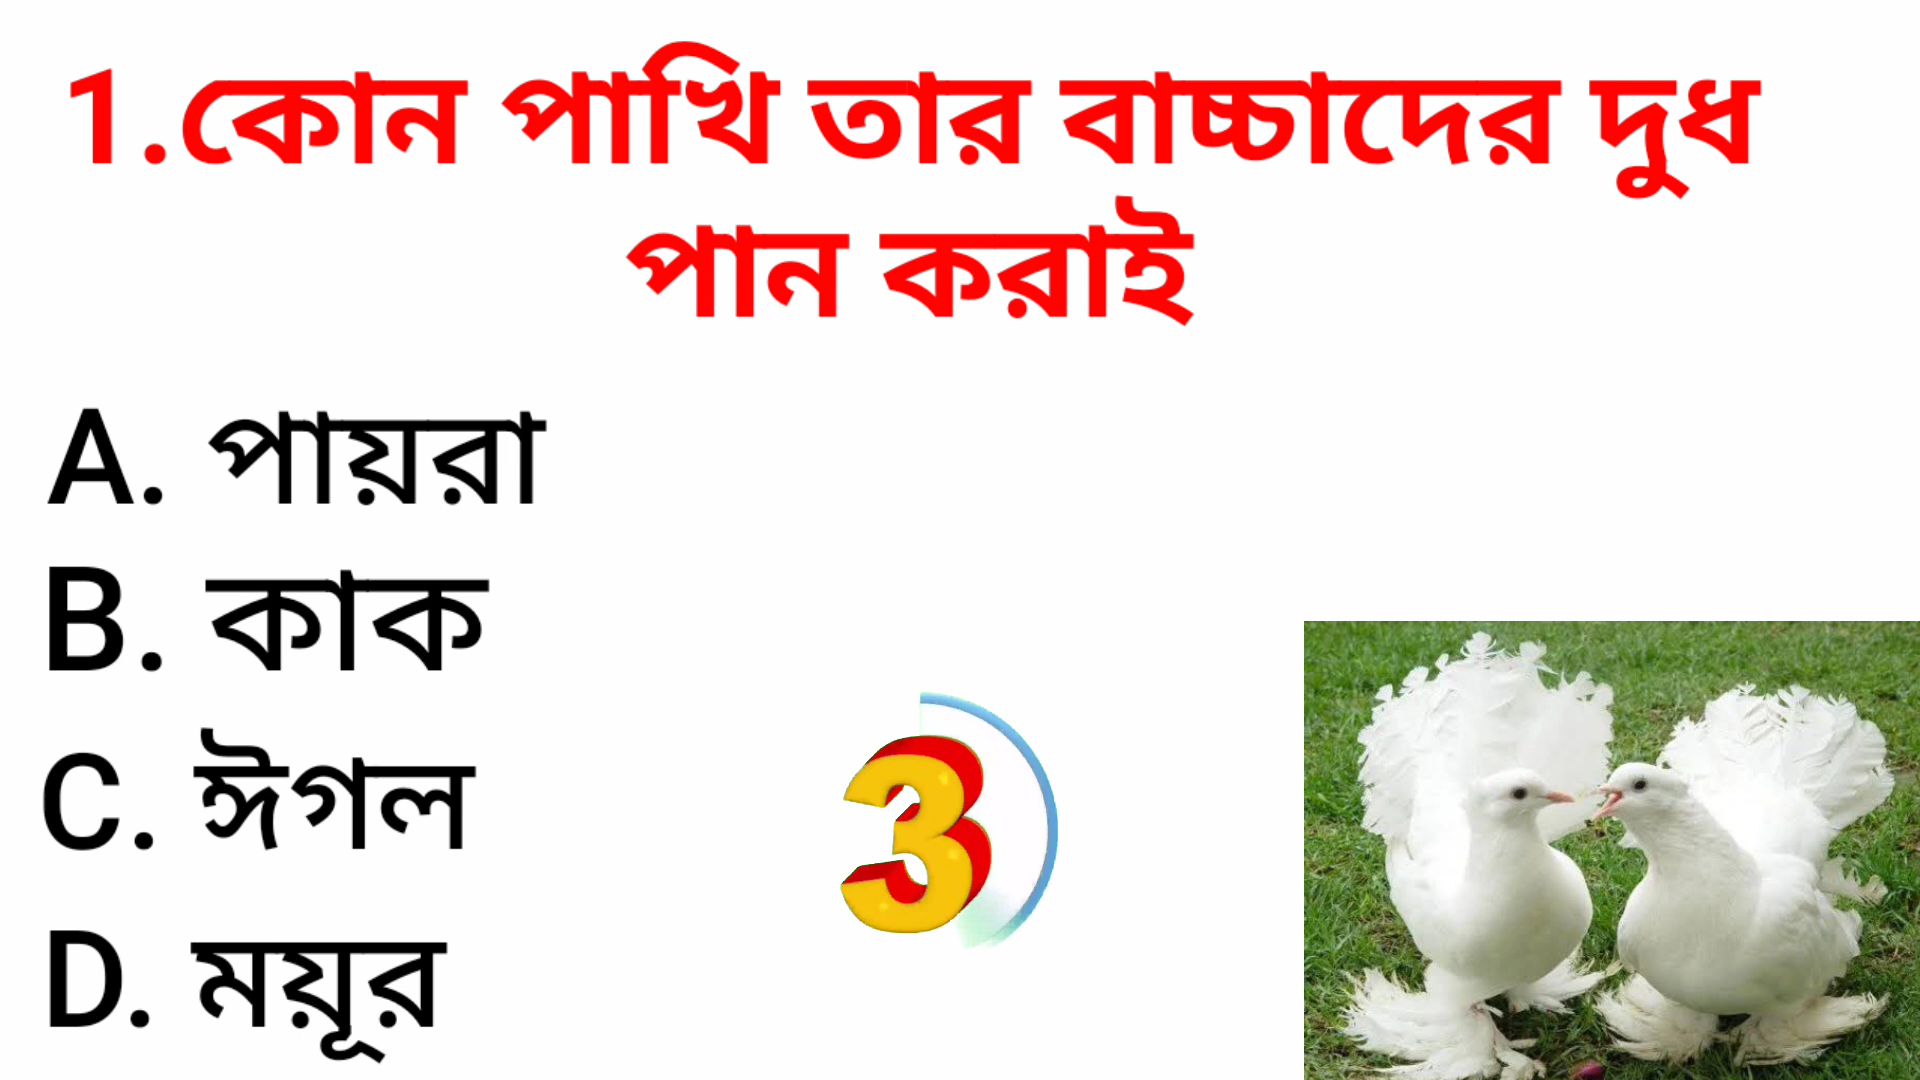 1.কোন পাখি তার বাচ্চাদের দুধ
পান করাই
A. পায়রা
B. কাক
C. ঈগল
D. ময়ূর
3